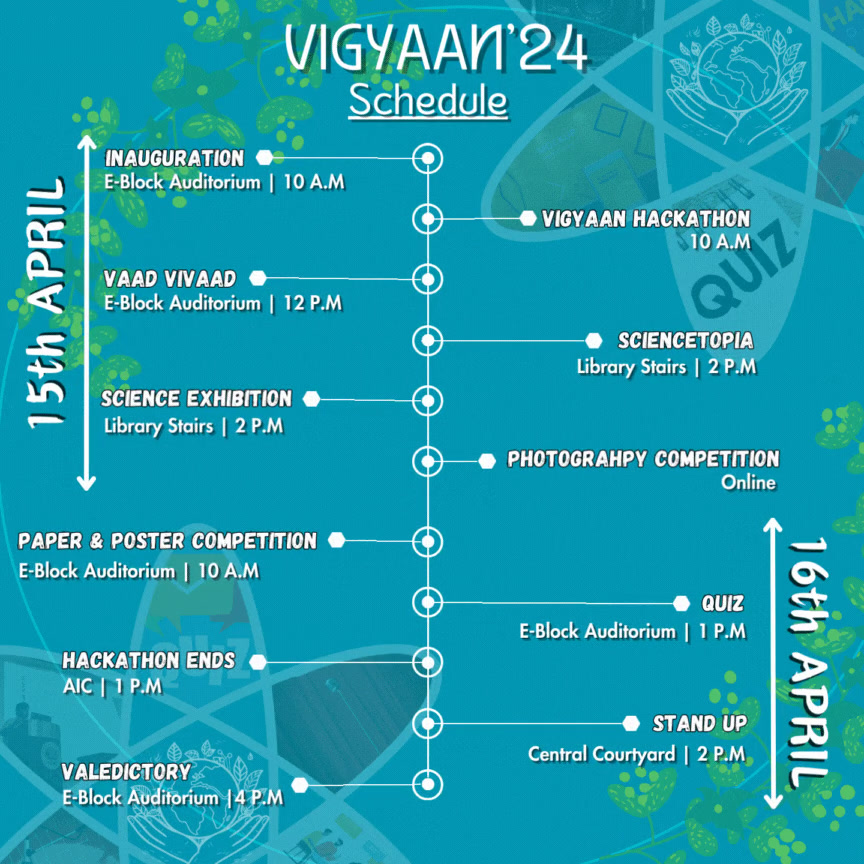 VIGYAAN'24
Schedule
15th APRIL
INAUGURATION
E-Block Auditorium | 10 A.M
VIGYAAN HACKATHON
10 A.M
VAAD VIVAAD
E-Block Auditorium | 12 P.M
SCIENCETOPIA
Library Stairs | 2 P.M
SCIENCE EXHIBITION
Library Stairs | 2 P.M
PHOTOGRAHPY COMPETITION
Online
16th APRIL
PAPER & POSTER COMPETITION
E-Block Auditorium | 10 A.M
QUIZ
E-Block Auditorium | 1 P.M
HACKATHON ENDS
AIC | 1 P.M
STAND UP
Central Courtyard | 2 P.M
VALEDICTORY
E-Block Auditorium |4 P.M
QUIZ
QUIZ